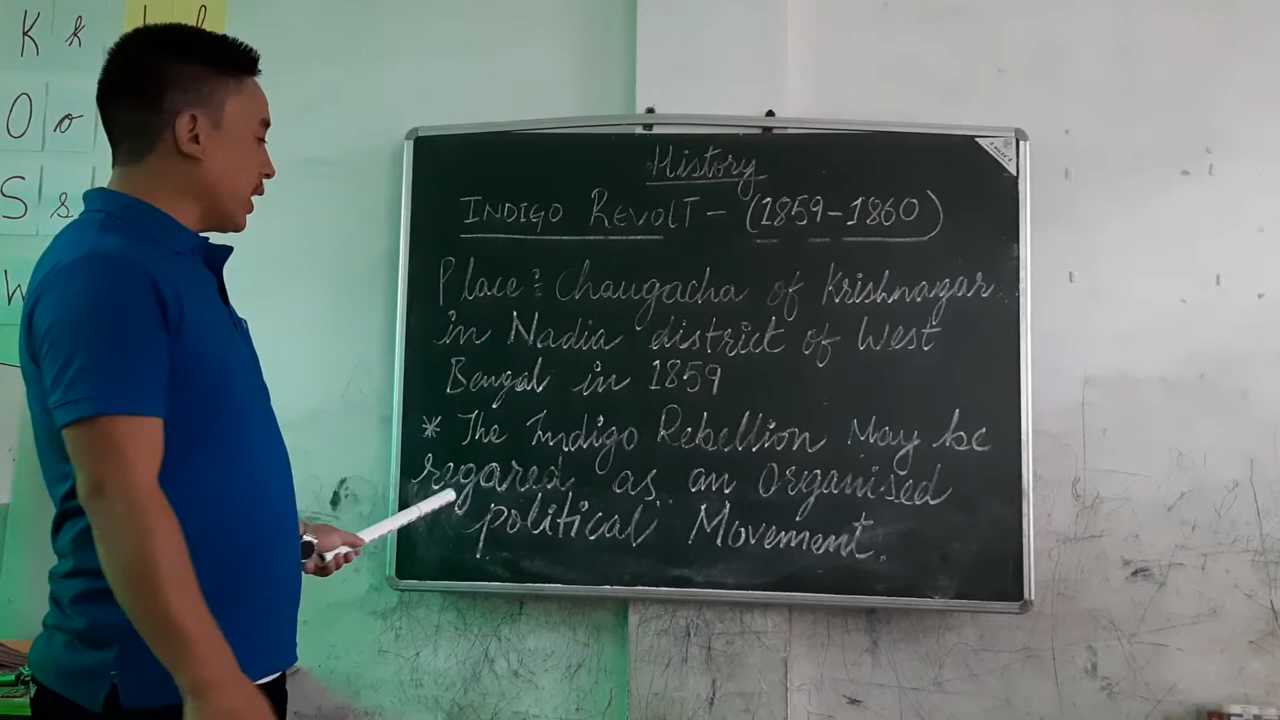 K k
O o
S s
W
History
INDIGO REVOLT - (1859-1860)
Place : Chaugacha of Krishnagar
in Nadia district of West
Bengal in 1859
* The Indigo Rebellion May be
regared as an Organised
political Movement.